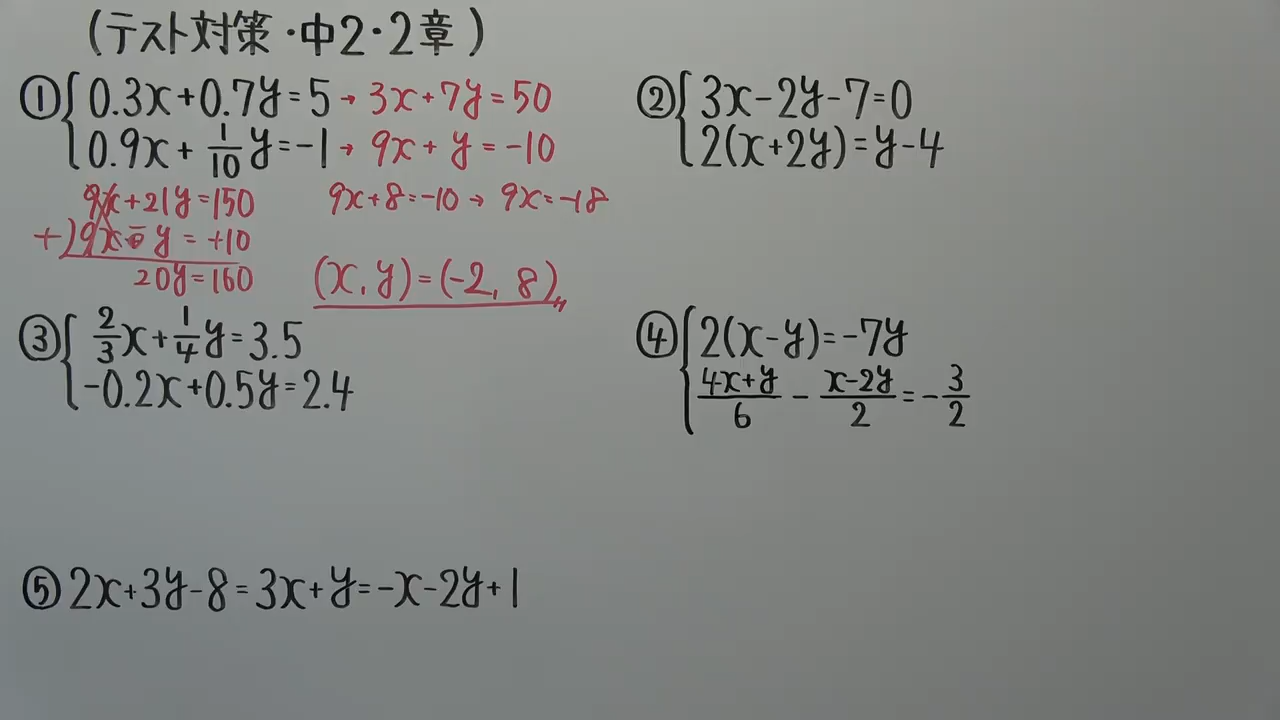 (テスト対策・中2・2章)
① 0.3x+0.7y=5→3x+7y=50
0.9x+1/10y=-1→9x+y=-10
9x+21y=150
+)9x-y=+10
20y=160
9x+8=-10→9x=-18
(x,y)=(-2,8)
② 3x-2y-7=0
2(x+2y)=y-4
③ 2/3x+1/4y=3.5
-0.2x+0.5y=2.4
④ 2(x-y)=-7y
4x+y/6-x-2y/2=-3/2
⑤ 2x+3y-8=3x+y=-x-2y+1